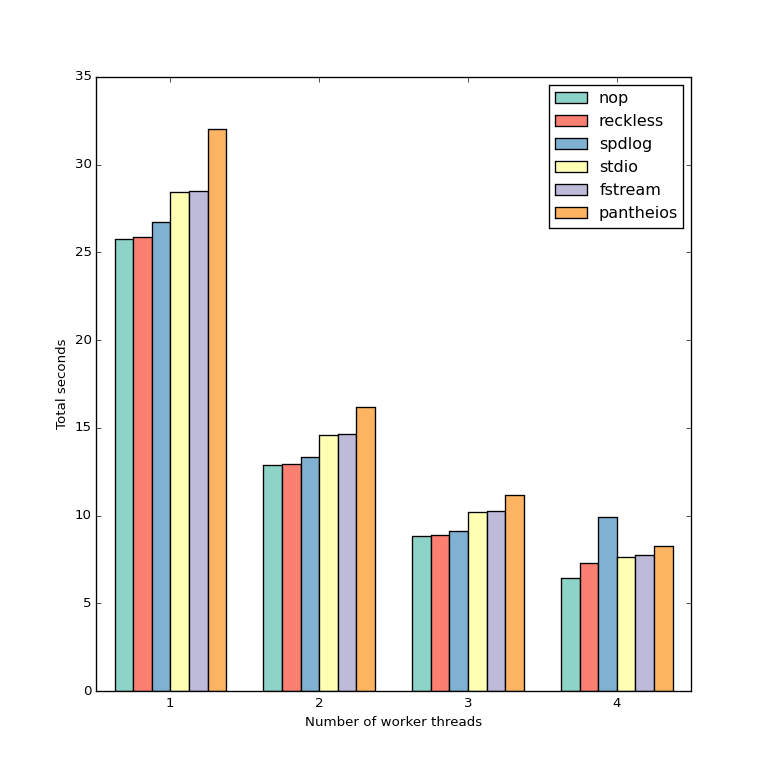 35
30
25
20
15
10
5
0
Total seconds
nop
reckless
spdlog
stdio
fstream
pantheios
1 2 3 4
Number of worker threads